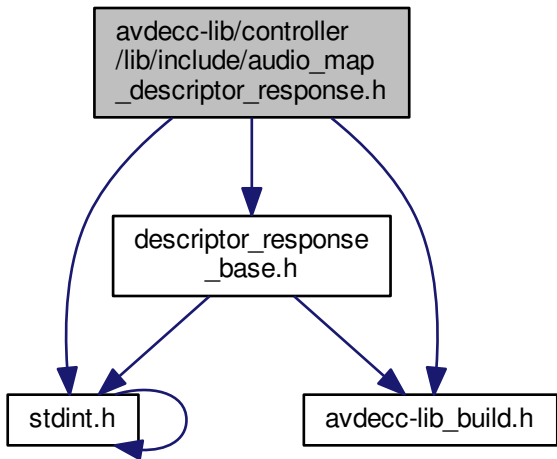 avdecc-lib/controller
/lib/include/audio_map
_descriptor_response.h
descriptor_response
_base.h
stdint.h
avdecc-lib_build.h